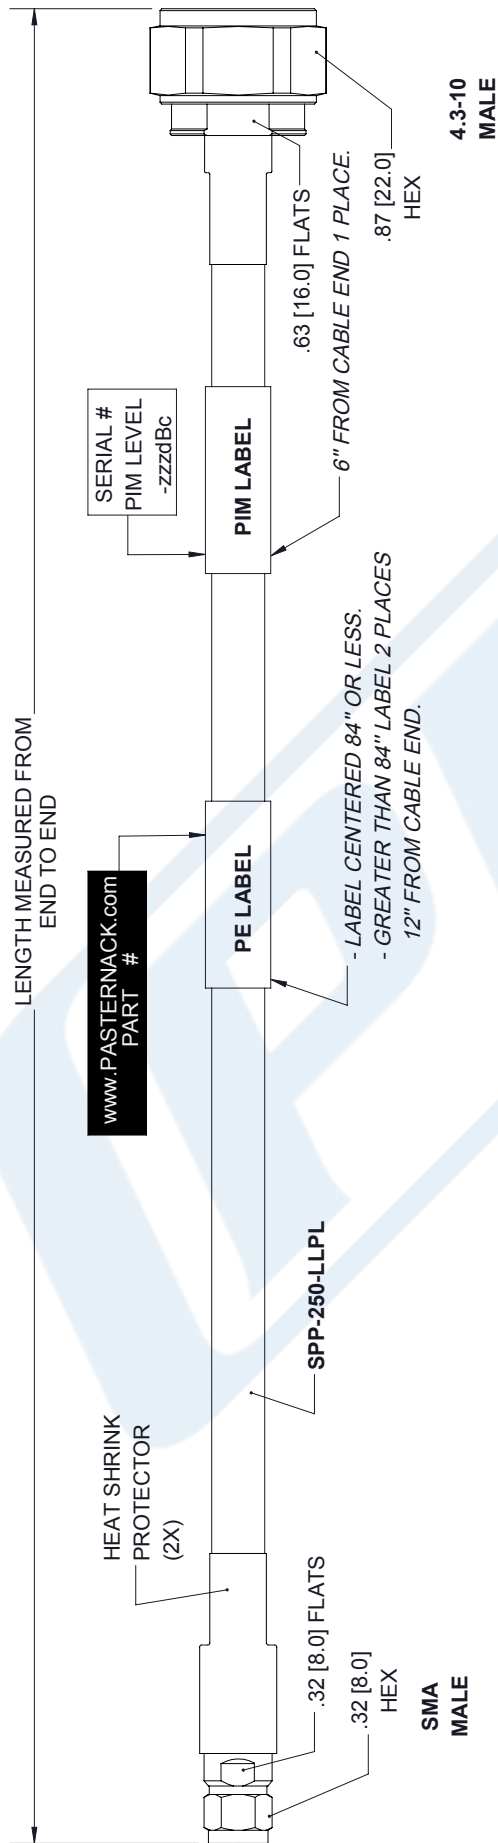 LENGTH MEASURED FROM
END TO END
www.PASTERNACK.com
PART #
SERIAL #
PIM LEVEL
-zzzdBc
HEAT SHRINK
PROTECTOR
(2X)
PE LABEL
PIM LABEL
.32 [8.0] FLATS
.32 [8.0]
HEX
SMA
MALE
SPP-250-LLPL
- LABEL CENTERED 84" OR LESS.
- GREATER THAN 84" LABEL 2 PLACES
12" FROM CABLE END.
.63 [16.0] FLATS
6" FROM CABLE END 1 PLACE.
.87 [22.0]
HEX
4.3-10
MALE